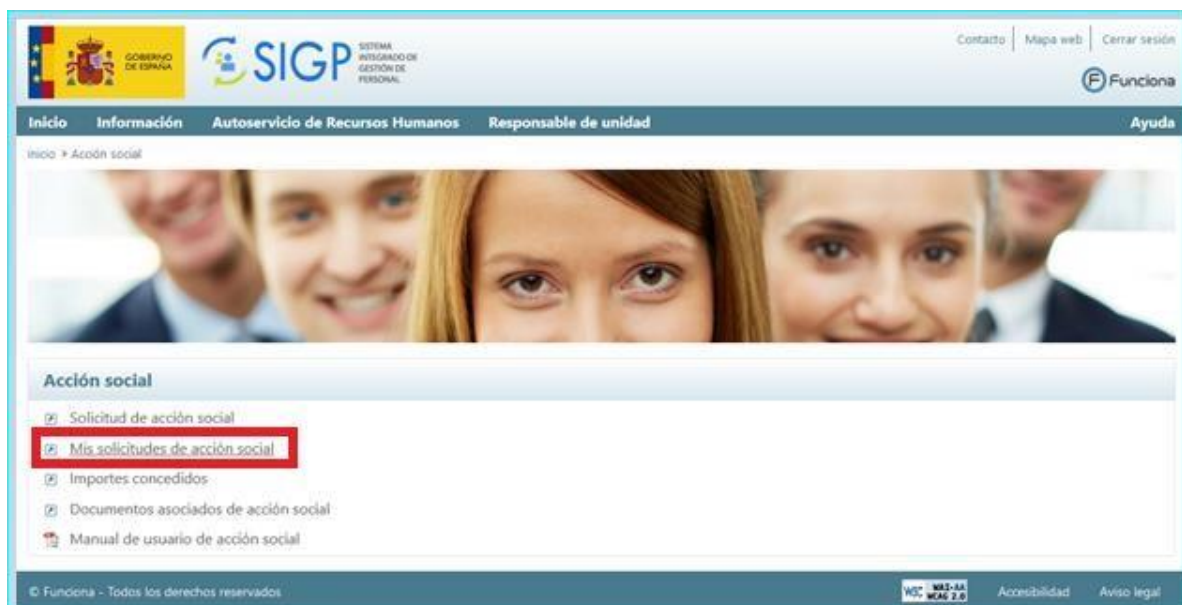 GOBIERNO
DE ESPAÑA
SIGP
SISTEMA
INTEGRADO DE
GESTIÓN DE
PERSONAL
Contacto | Mapa web | Cerrar sesión
Funciona
Inicio Información Autoservicio de Recursos Humanos Responsable de unidad Ayuda
Inicio ▸ Acción social
Acción social
Solicitud de acción social
Mis solicitudes de acción social
Importes concedidos
Documentos asociados de acción social
Manual de usuario de acción social
© Funciona - Todos los derechos reservados
W3C WAI-AA
WCAG 2.0
Accesibilidad Aviso legal